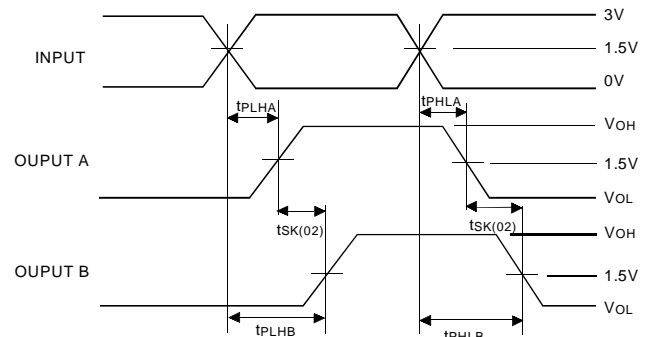 3V
INPUT
1.5V
0V
tPLHA
tPHLA
VOH
OUPUT A
1.5V
VOL
tSK(02)
tSK(02)
VOH
OUPUT B
1.5V
VOL
tPLHB
tPHLB